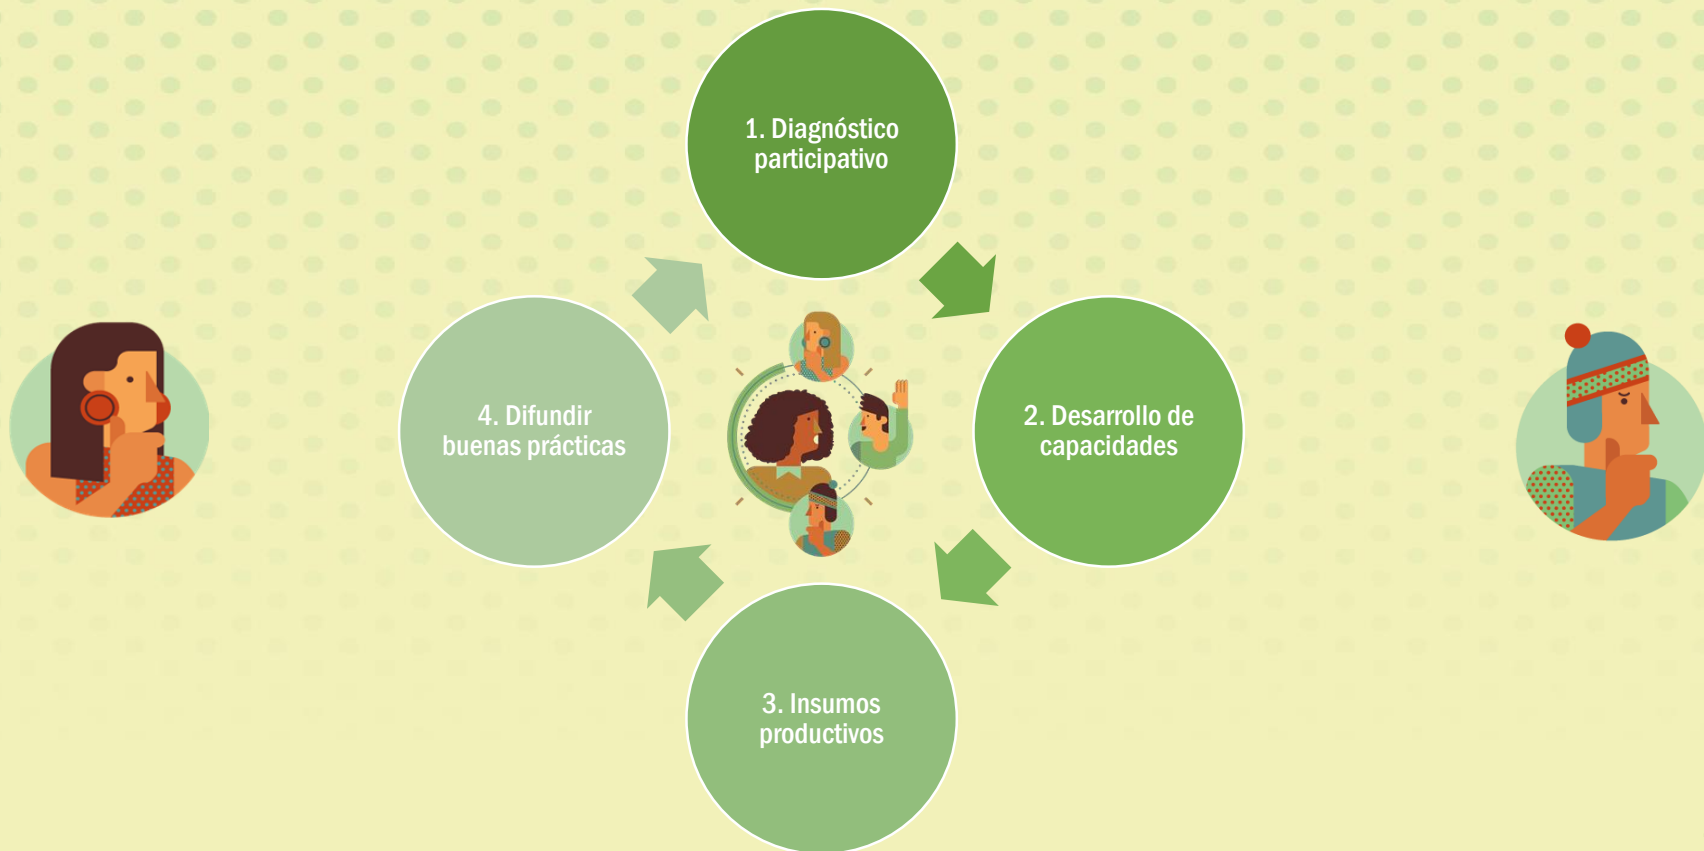 1. Diagnóstico
participativo
2. Desarrollo de
capacidades
3. Insumos
productivos
4. Difundir
buenas prácticas